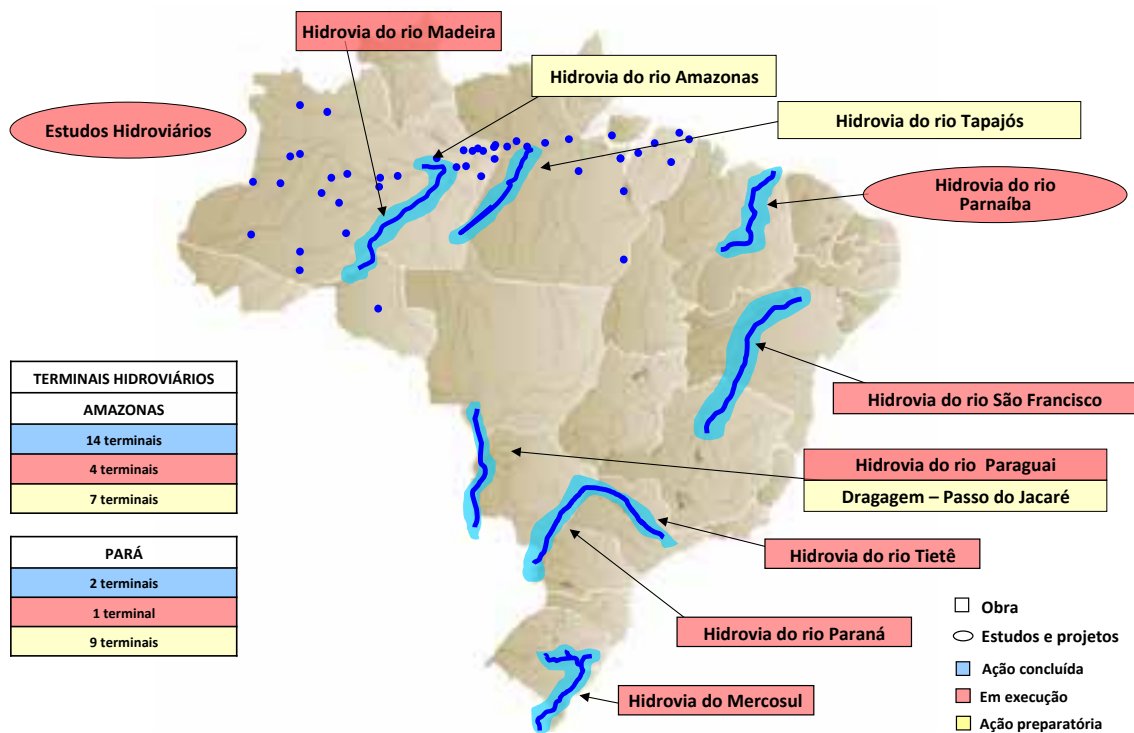 Hidrovia do rio Madeira
Hidrovia do rio Amazonas
Estudos Hidroviários
Hidrovia do rio Tapajós
Hidrovia do rio
Parnaíba
TERMINAIS HIDROVIÁRIOS
AMAZONAS
14 terminais
4 terminais
7 terminais
Hidrovia do rio São Francisco
Hidrovia do rio Paraguai
Dragagem – Passo do Jacaré
PARÁ
2 terminais
1 terminal
9 terminais
Hidrovia do rio Tietê
Hidrovia do rio Paraná
Hidrovia do Mercosul
Obra
Estudos e projetos
Ação concluída
Em execução
Ação preparatória